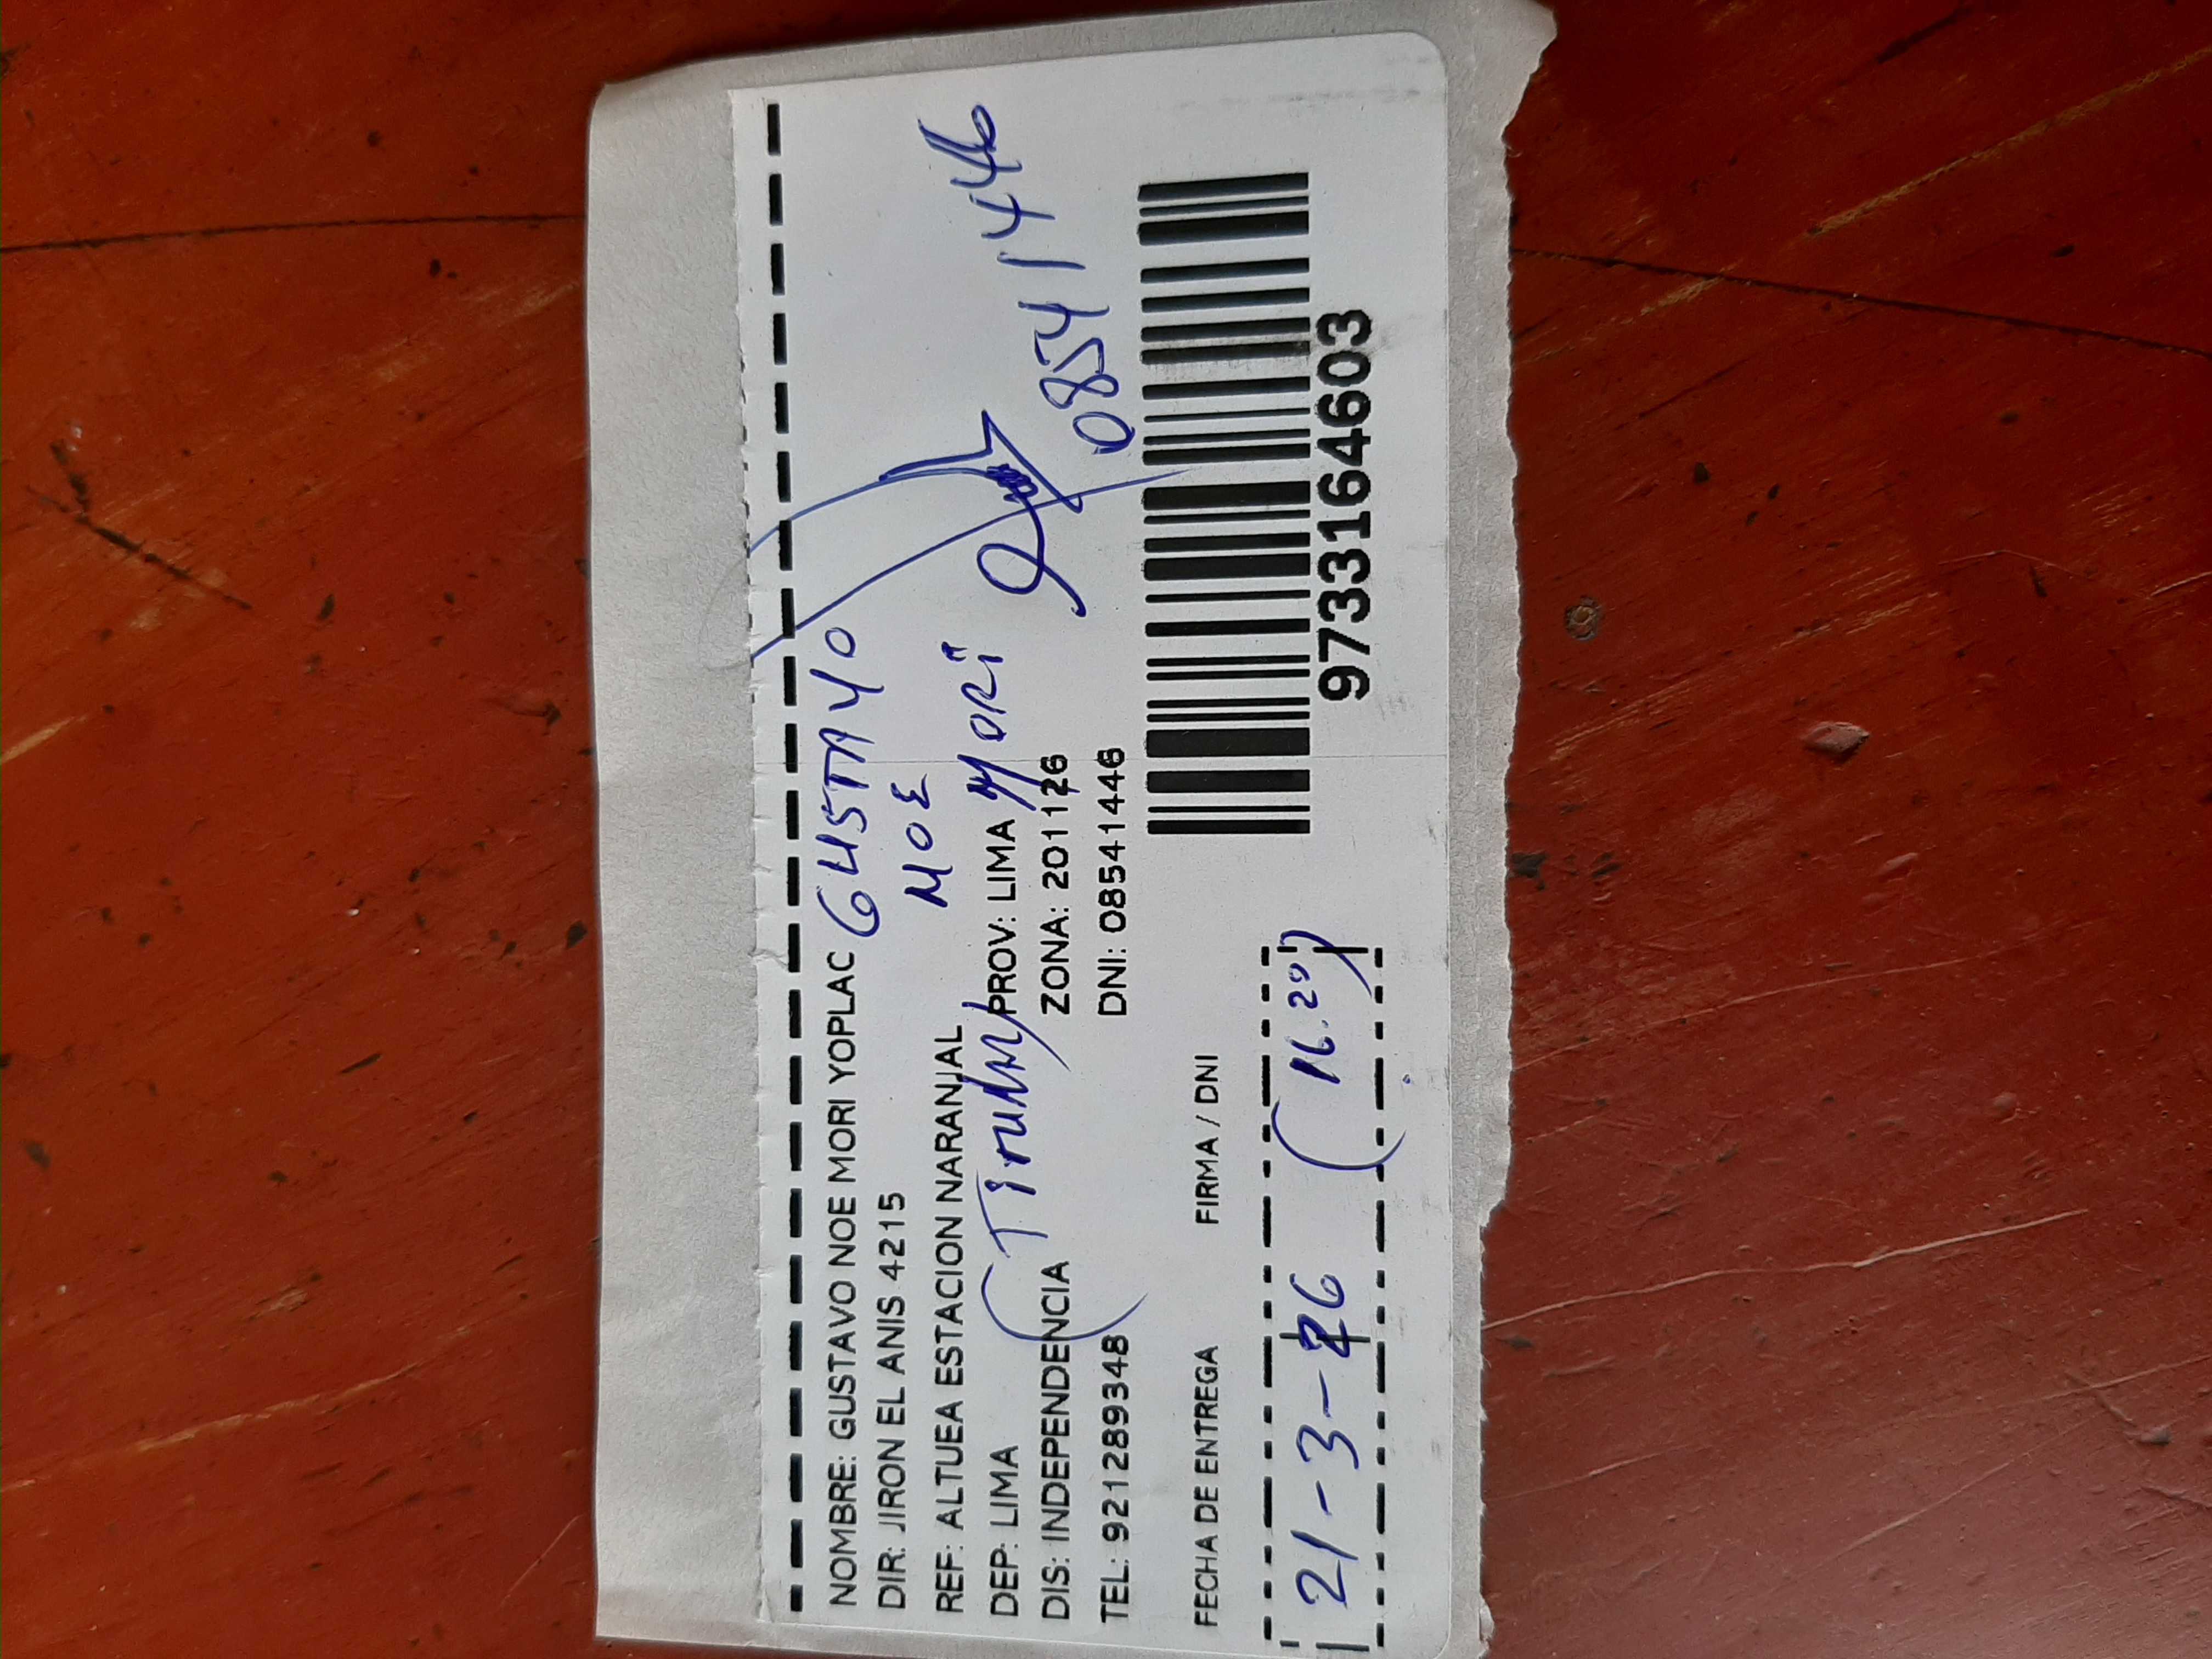 NOMBRE: GUSTAVO NOE MORI YOPLAC GUSTAVO
DIR: JIRON EL ANIS 4215
NOE
REF: ALTUEA ESTACION NARANJAL
DEP: LIMA PROV: LIMA MORI
DIS: INDEPENDENCIA (Titular) ZONA: 201126
TEL: 921289348 DNI: 08541446
08541446
FECHA DE ENTREGA FIRMA / DNI
21-3-26 (16.20)
9733164603